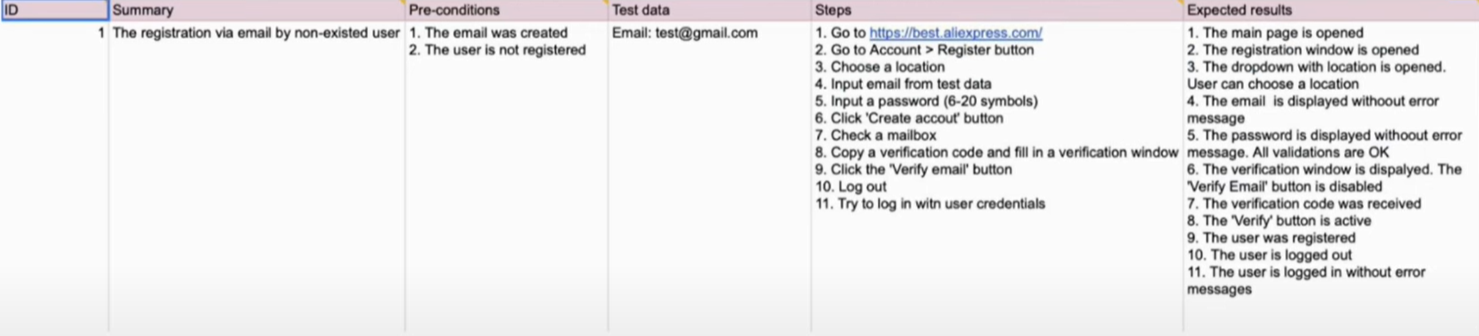 ID
Summary
Pre-conditions
Test data
Steps
Expected results
1
The registration via email by non-existed user
1. The email was created
2. The user is not registered
Email: test@gmail.com
1. Go to https://best.aliexpress.com/
2. Go to Account > Register button
3. Choose a location
4. Input email from test data
5. Input a password (6-20 symbols)
6. Click 'Create accout' button
7. Check a mailbox
8. Copy a verification code and fill in a verification window
9. Click the 'Verify email' button
10. Log out
11. Try to log in witn user credentials
1. The main page is opened
2. The registration window is opened
3. The dropdown with location is opened.
User can choose a location
4. The email  is displayed withoout error
message
5. The password is displayed withoout error
message. All validations are OK
6. The verification window is dispalyed. The
'Verify Email' button is disabled
7. The verification code was received
8. The 'Verify' button is active
9. The user was registered
10. The user is logged out
11. The user is logged in without error
messages